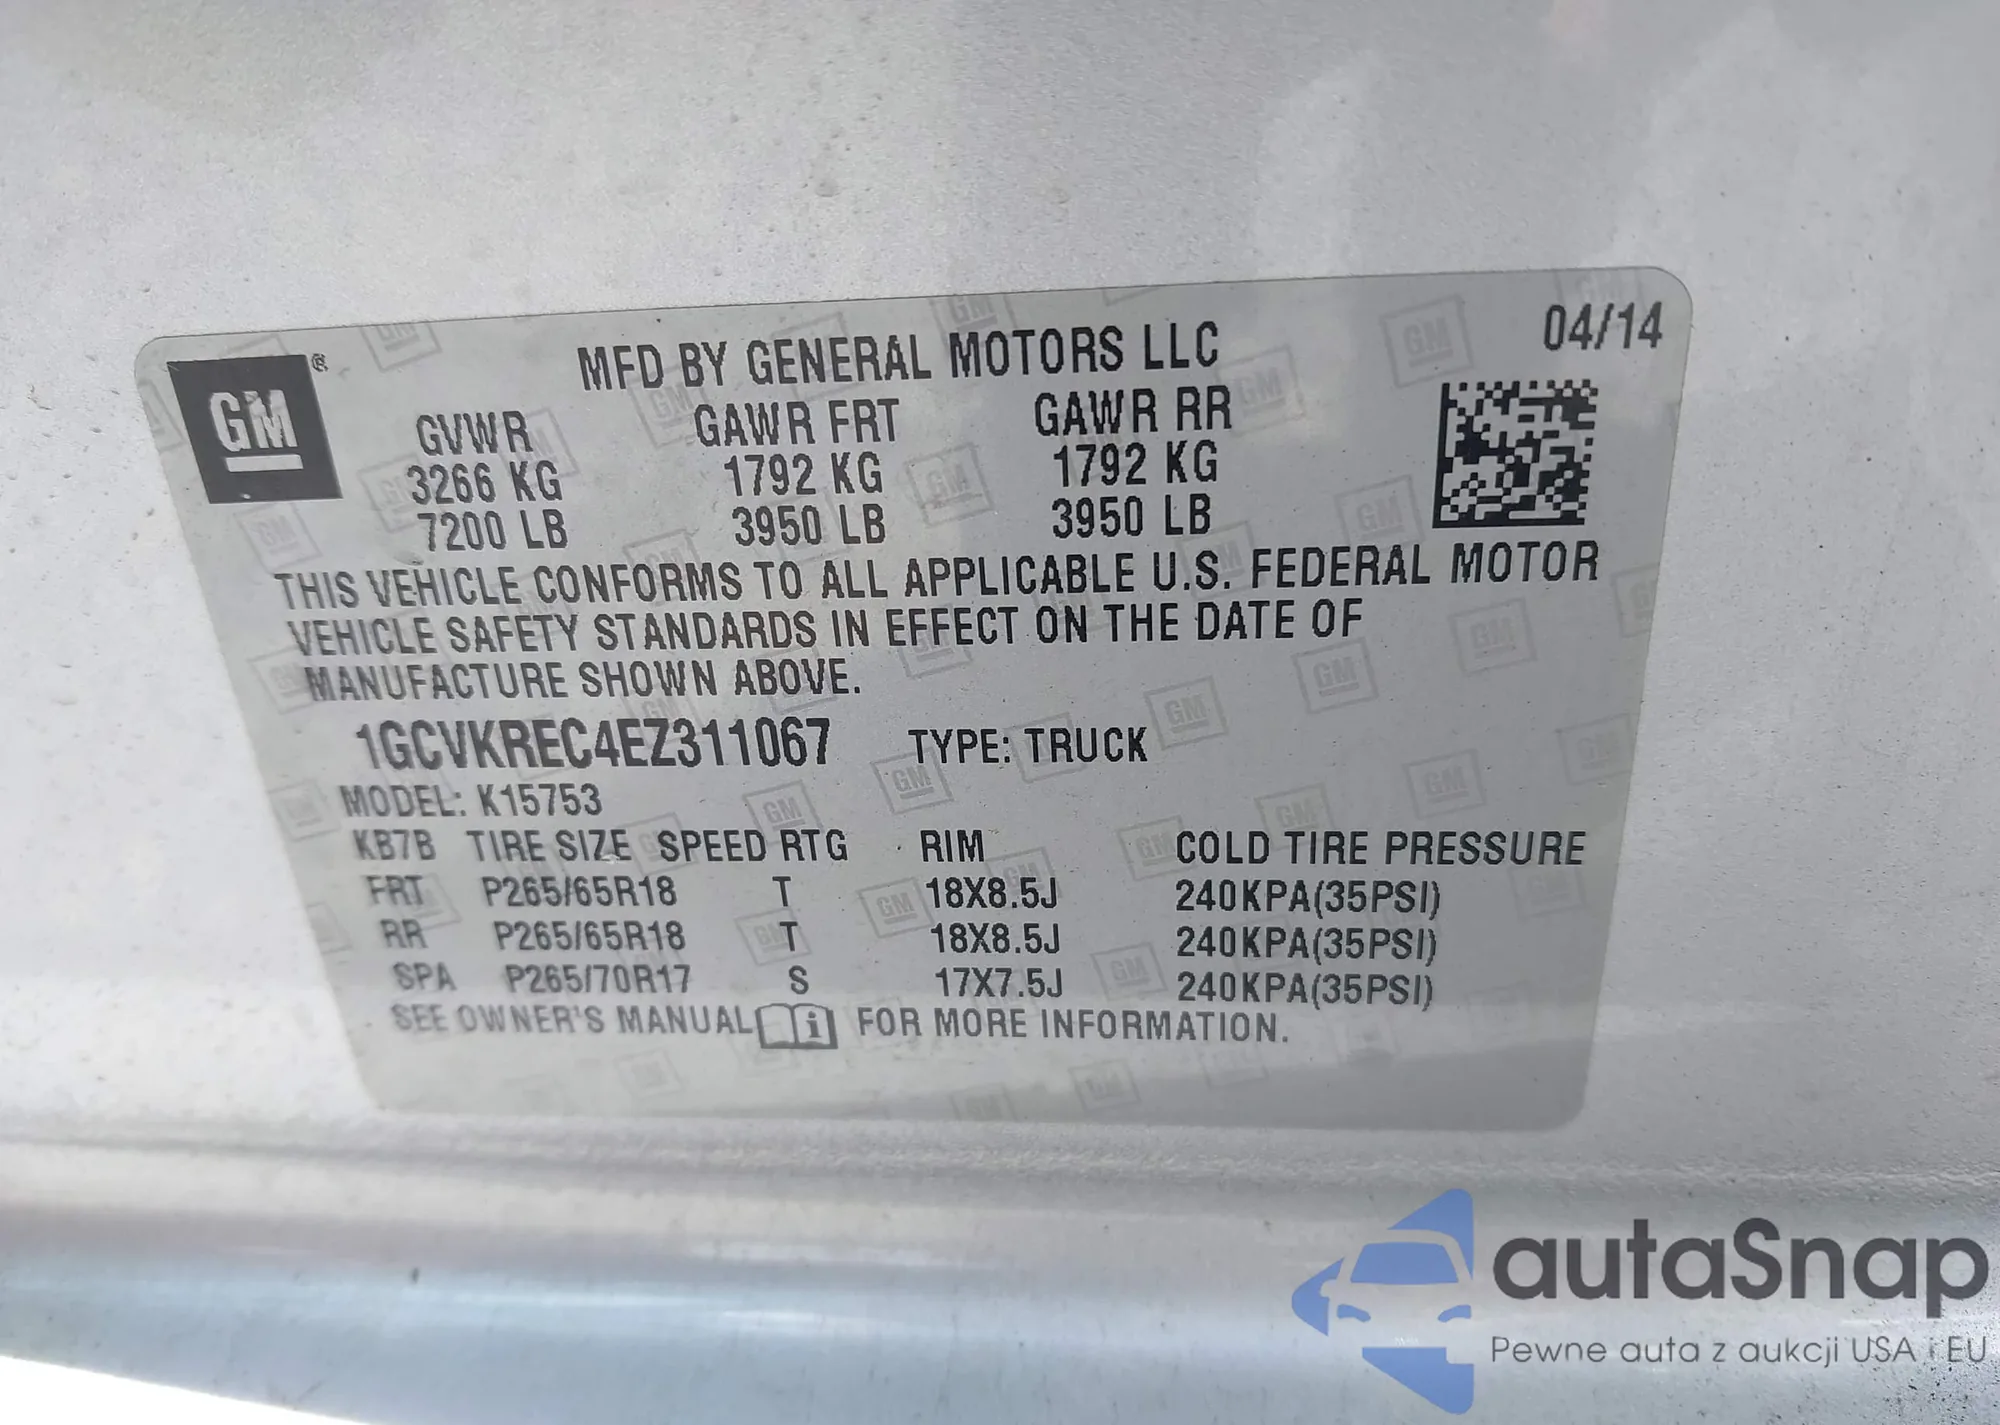 GM®
MFD BY GENERAL MOTORS LLC 04/14
GVWR GAWR FRT GAWR RR
3266 KG 1792 KG 1792 KG
7200 LB 3950 LB 3950 LB
THIS VEHICLE CONFORMS TO ALL APPLICABLE U.S. FEDERAL MOTOR
VEHICLE SAFETY STANDARDS IN EFFECT ON THE DATE OF
MANUFACTURE SHOWN ABOVE.
1GCVKREC4EZ311067 TYPE: TRUCK
MODEL: K15753
KB7B TIRE SIZE SPEED RTG RIM COLD TIRE PRESSURE
FRT P265/65R18 T 18X8.5J 240KPA(35PSI)
RR P265/65R18 T 18X8.5J 240KPA(35PSI)
SPA P265/70R17 S 17X7.5J 240KPA(35PSI)
SEE OWNER'S MANUAL i FOR MORE INFORMATION.
autaSnap
Pewne auta z aukcji USA i EU